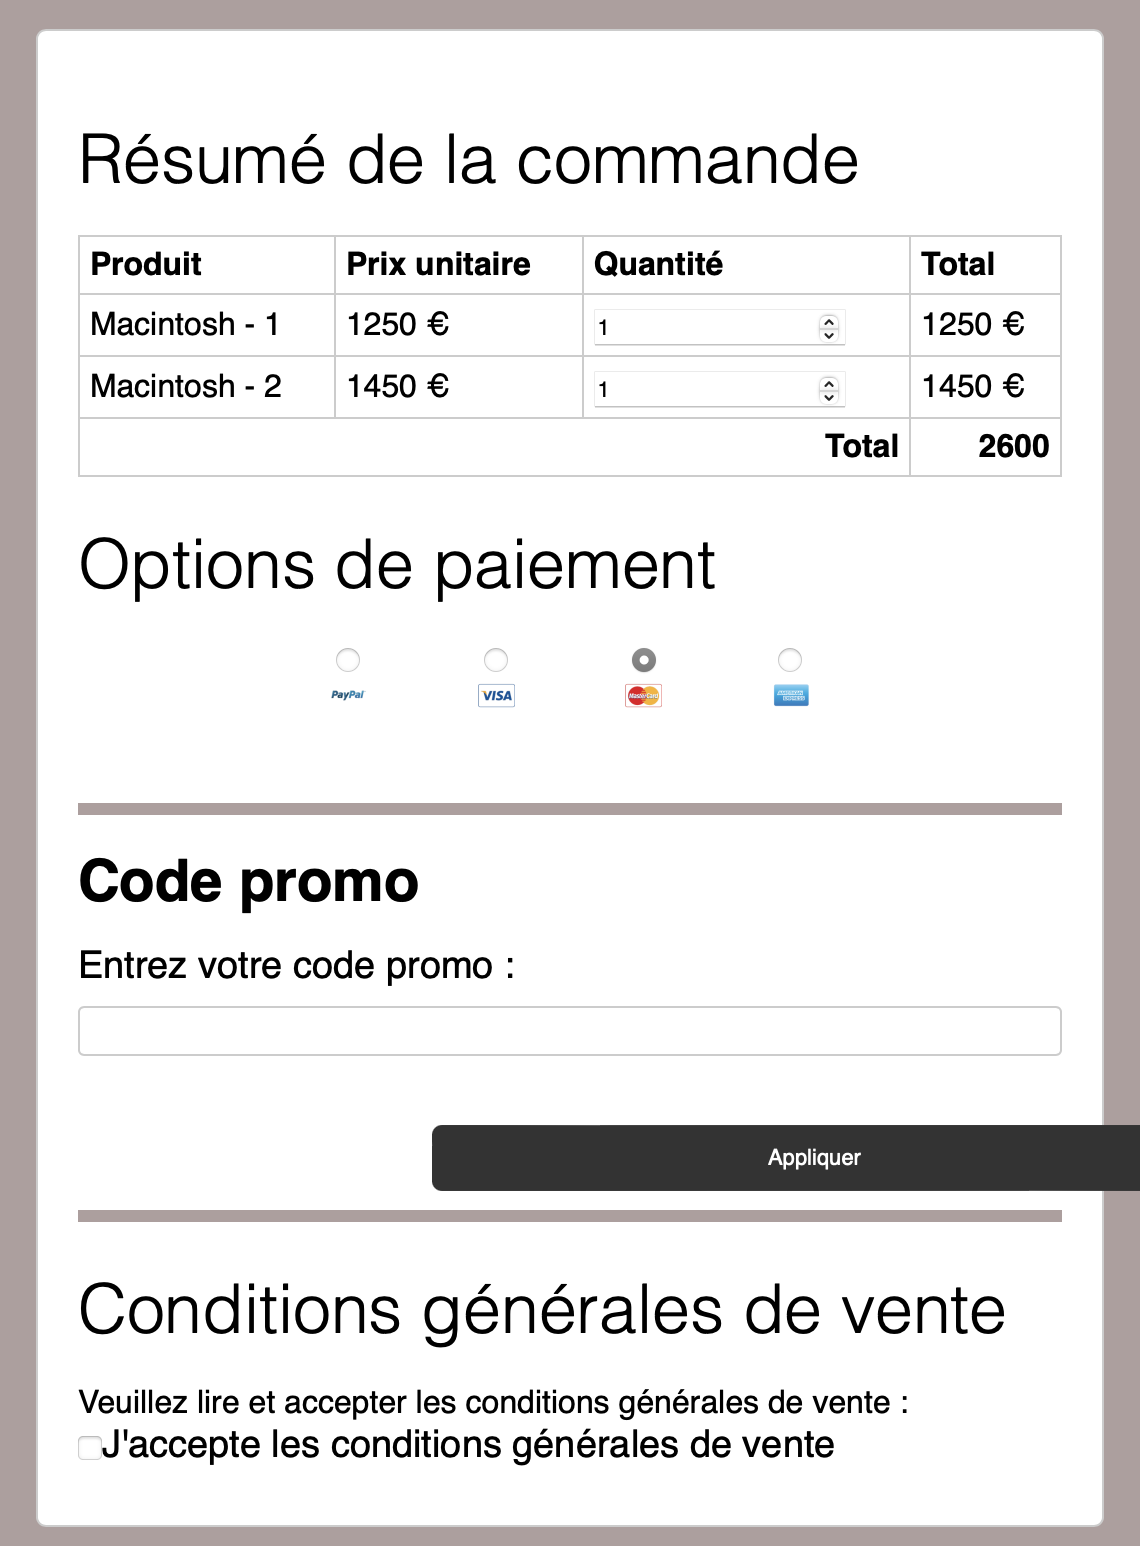 Résumé de la commande
Produit Prix unitaire Quantité Total
Macintosh - 1 1250 € 1 1250 €
Macintosh - 2 1450 € 1 1450 €
Total 2600
Options de paiement
PayPal VISA MasterCard AMERICAN EXPRESS
Code promo
Entrez votre code promo :
Appliquer
Conditions générales de vente
Veuillez lire et accepter les conditions générales de vente :
J'accepte les conditions générales de vente